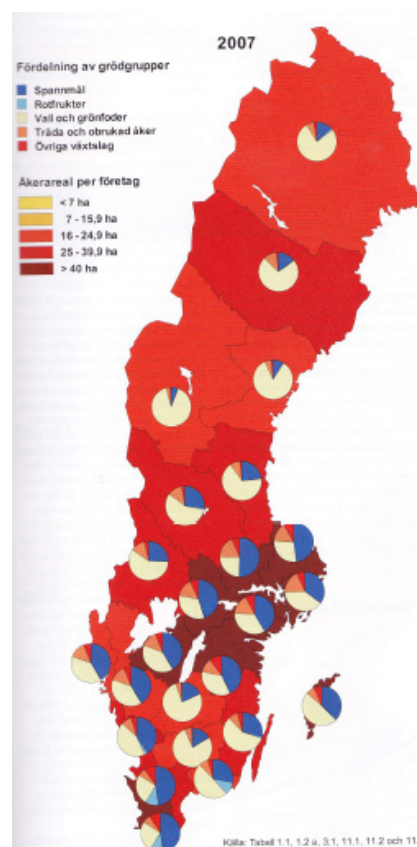 2007
Fördelning av grödgrupper
Spannmål
Rotfrukter
Vall och grönfoder
Träda och obrukad åker
Övriga växtslag
Åkerareal per företag
< 7 ha
7 - 15,9 ha
16 - 24,9 ha
25 - 39,9 ha
> 40 ha
Källa: Tabell 1.1, 1.2 a, 3.1, 11.1, 11.2 och 11